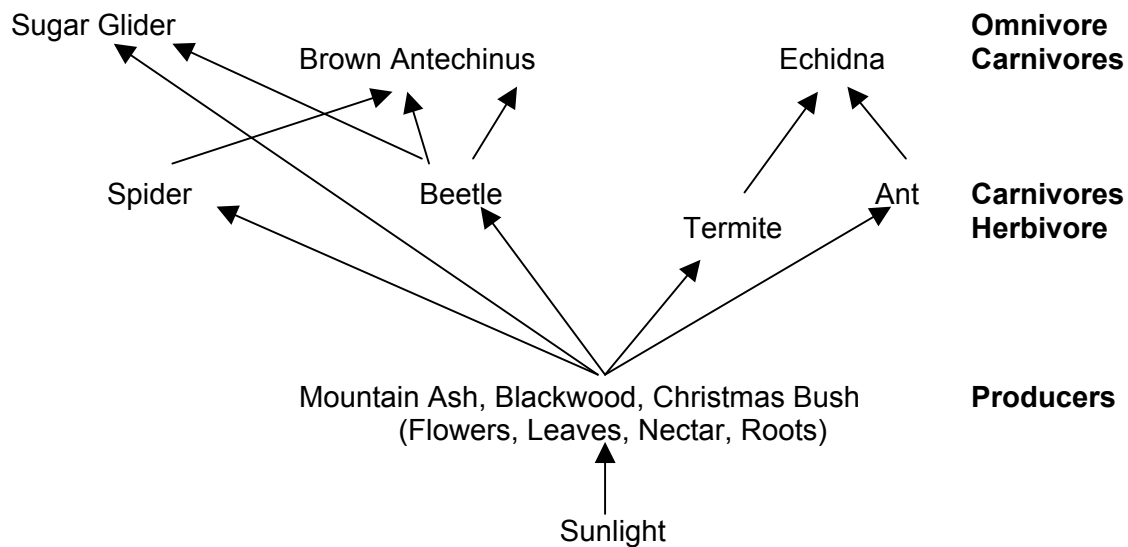 Sugar Glider
Omnivore
Brown Antechinus
Echidna
Carnivores
Spider
Beetle
Ant
Carnivores
Termite
Herbivore
Mountain Ash, Blackwood, Christmas Bush
Producers
(Flowers, Leaves, Nectar, Roots)
Sunlight